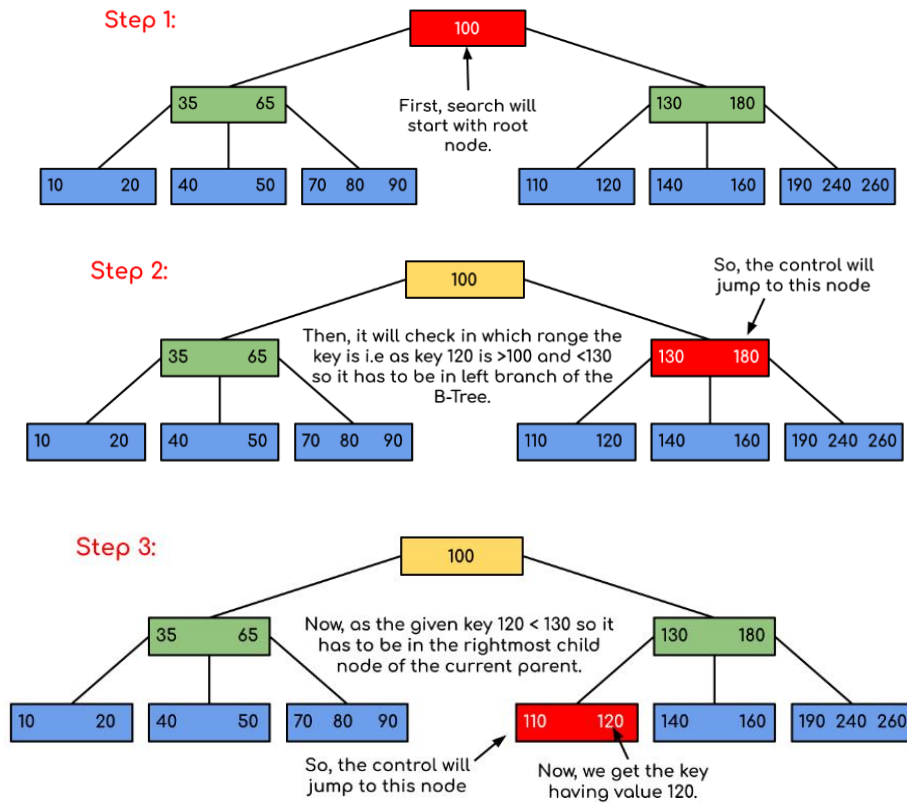 Step 1:
100
First, search will
start with root
node.
35 65
130 180
10 20
40 50
70 80 90
110 120
140 160
190 240 260
Step 2:
100
So, the control will
jump to this node
Then, it will check in which range the
key is i.e as key 120 is >100 and <130
so it has to be in left branch of the
B-Tree.
35 65
130 180
10 20
40 50
70 80 90
110 120
140 160
190 240 260
Step 3:
100
Now, as the given key 120 < 130 so it
has to be in the rightmost child
node of the current parent.
35 65
130 180
10 20
40 50
70 80 90
110 120
140 160
190 240 260
So, the control will
jump to this node
Now, we get the key
having value 120.